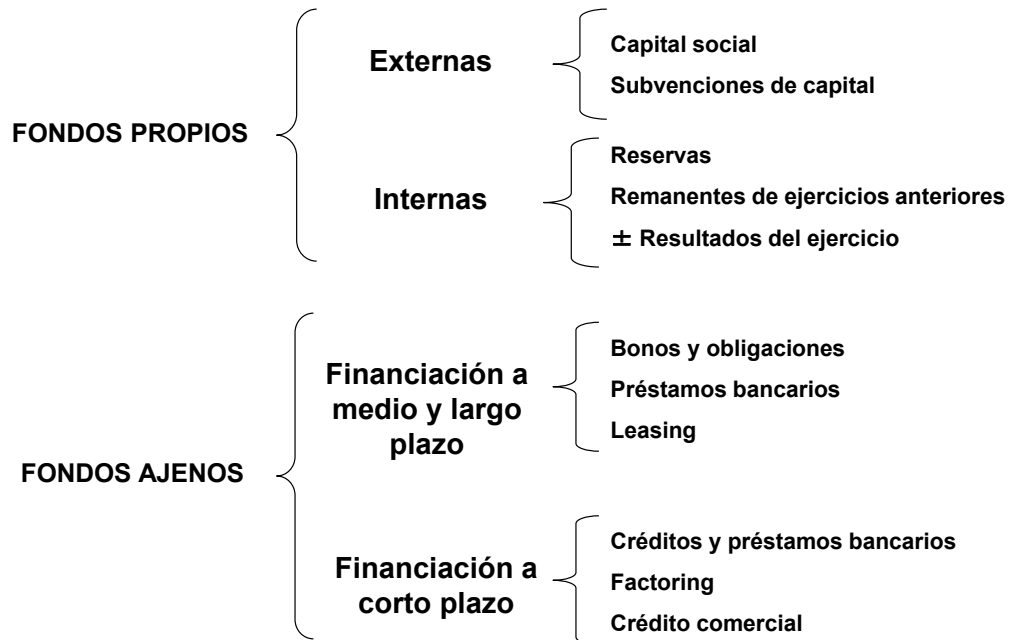 FONDOS PROPIOS
Externas
Capital social
Subvenciones de capital
Internas
Reservas
Remanentes de ejercicios anteriores
± Resultados del ejercicio
FONDOS AJENOS
Financiación a
medio y largo
plazo
Bonos y obligaciones
Préstamos bancarios
Leasing
Financiación a
corto plazo
Créditos y préstamos bancarios
Factoring
Crédito comercial